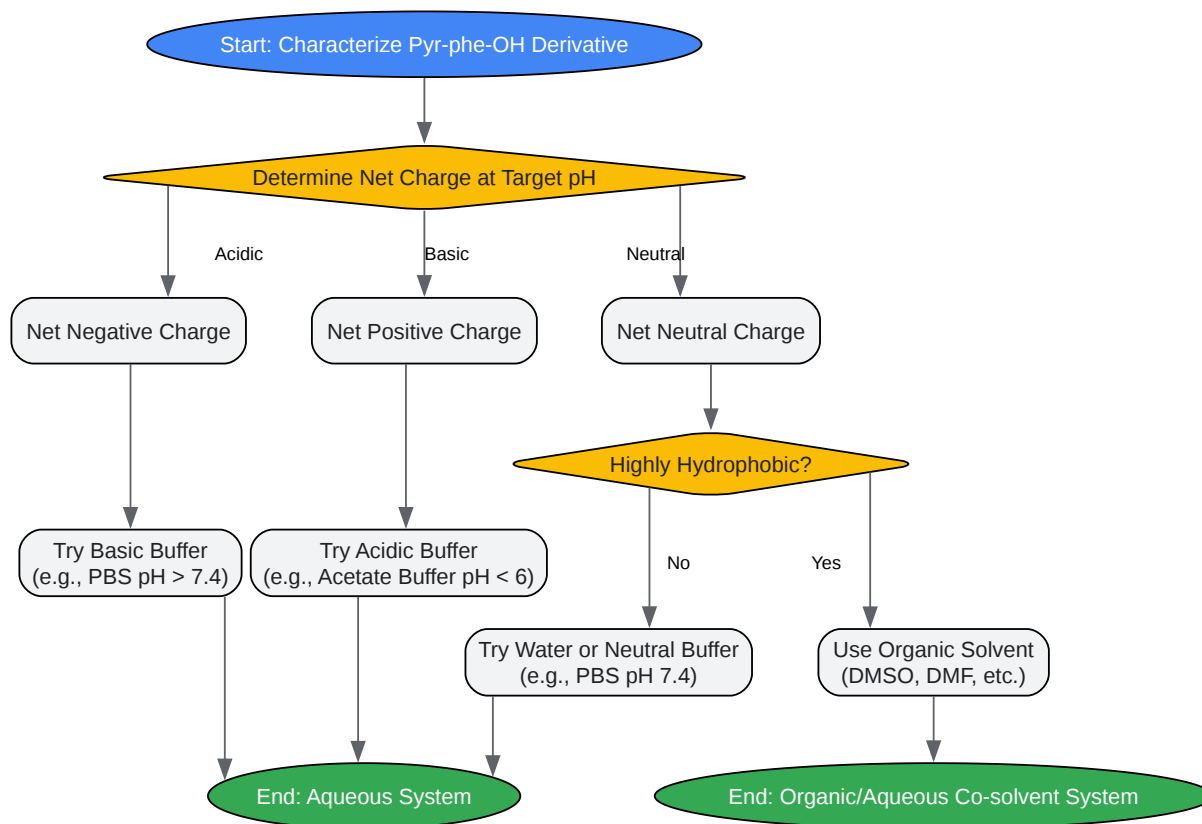 Start: Characterize Pyr-phe-OH Derivative
Determine Net Charge at Target pH
Acidic
Basic
Neutral
Net Negative Charge
Net Positive Charge
Net Neutral Charge
Highly Hydrophobic?
Try Basic Buffer
(e.g., PBS pH > 7.4)
Try Acidic Buffer
(e.g., Acetate Buffer pH < 6)
No
Yes
Try Water or Neutral Buffer
(e.g., PBS pH 7.4)
Use Organic Solvent
(DMSO, DMF, etc.)
End: Aqueous System
End: Organic/Aqueous Co-solvent System